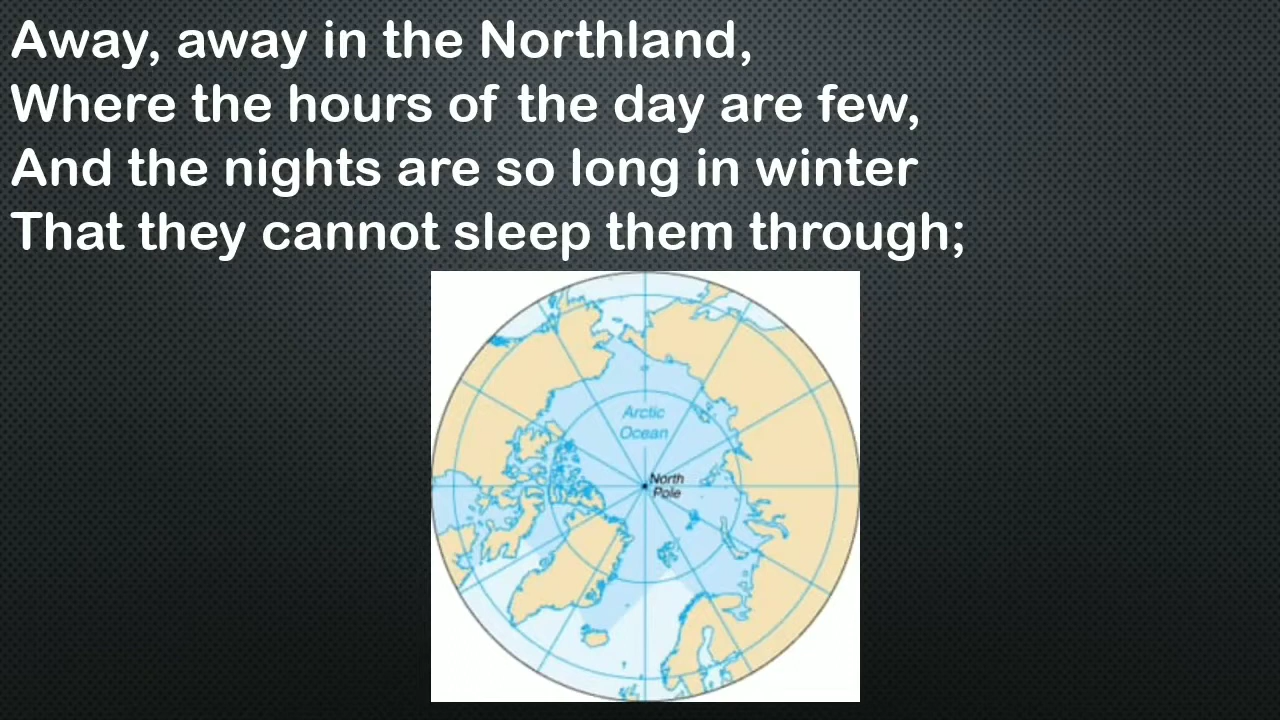 Away, away in the Northland,
Where the hours of the day are few,
And the nights are so long in winter
That they cannot sleep them through;
Arctic
Ocean
North
Pole